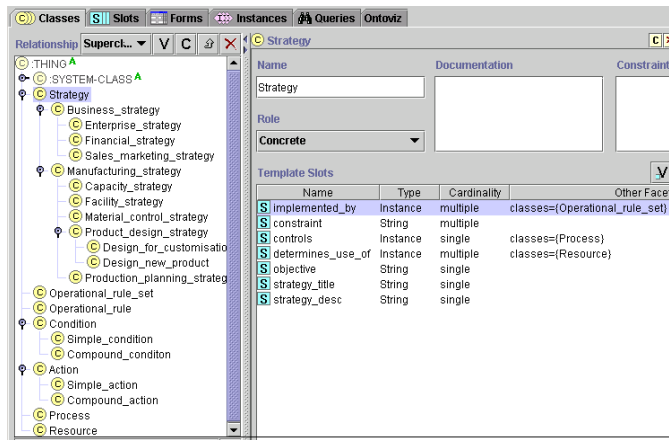 Classes Slots Forms Instances Queries Ontoviz
Relationship Supercl... V C
:THING A
:SYSTEM-CLASS A
Strategy
Business_strategy
Enterprise_strategy
Financial_strategy
Sales_marketing_strategy
Manufacturing_strategy
Capacity_strategy
Facility_strategy
Material_control_strategy
Product_design_strategy
Design_for_customisatio
Design_new_product
Production_planning_strateg
Operational_rule_set
Operational_rule
Condition
Simple_condition
Compound_conditon
Action
Simple_action
Compound_action
Process
Resource
C Strategy C
Name Documentation Constraint
Strategy
Role
Concrete
Template Slots V
Name Type Cardinality Other Face
S implemented_by Instance multiple classes={Operational_rule_set}
S constraint String multiple
S controls Instance single classes={Process}
S determines_use_of Instance multiple classes={Resource}
S objective String single
S strategy_title String single
S strategy_desc String single